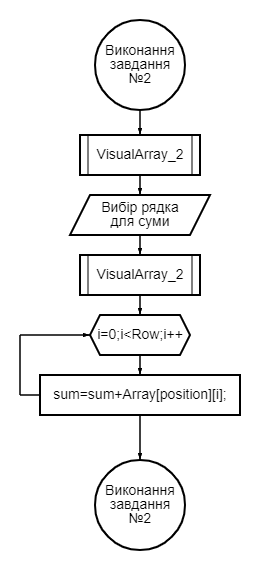 Виконання
завдання
№2
VisualArray_2
Вибір рядка
для суми
VisualArray_2
i=0;i<Row;i++
sum=sum+Array[position][i];
Виконання
завдання
№2